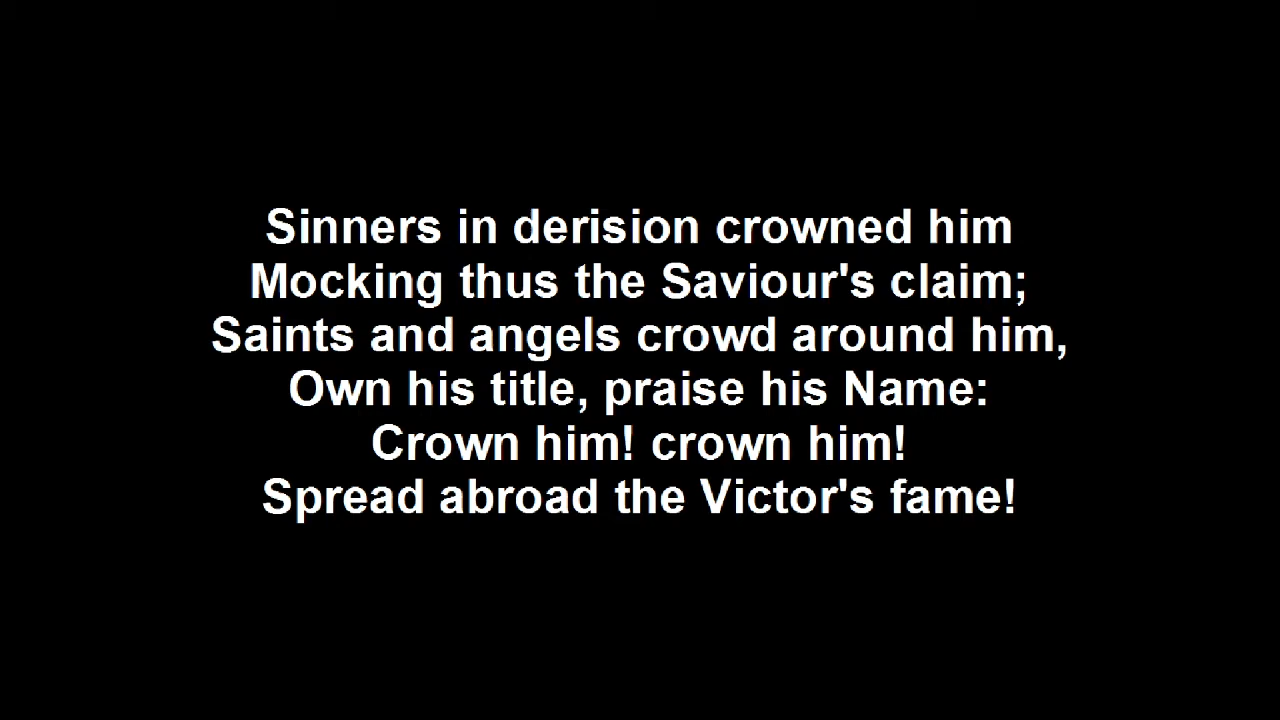 Sinners in derision crowned him
Mocking thus the Saviour's claim;
Saints and angels crowd around him,
Own his title, praise his Name:
Crown him! crown him!
Spread abroad the Victor's fame!